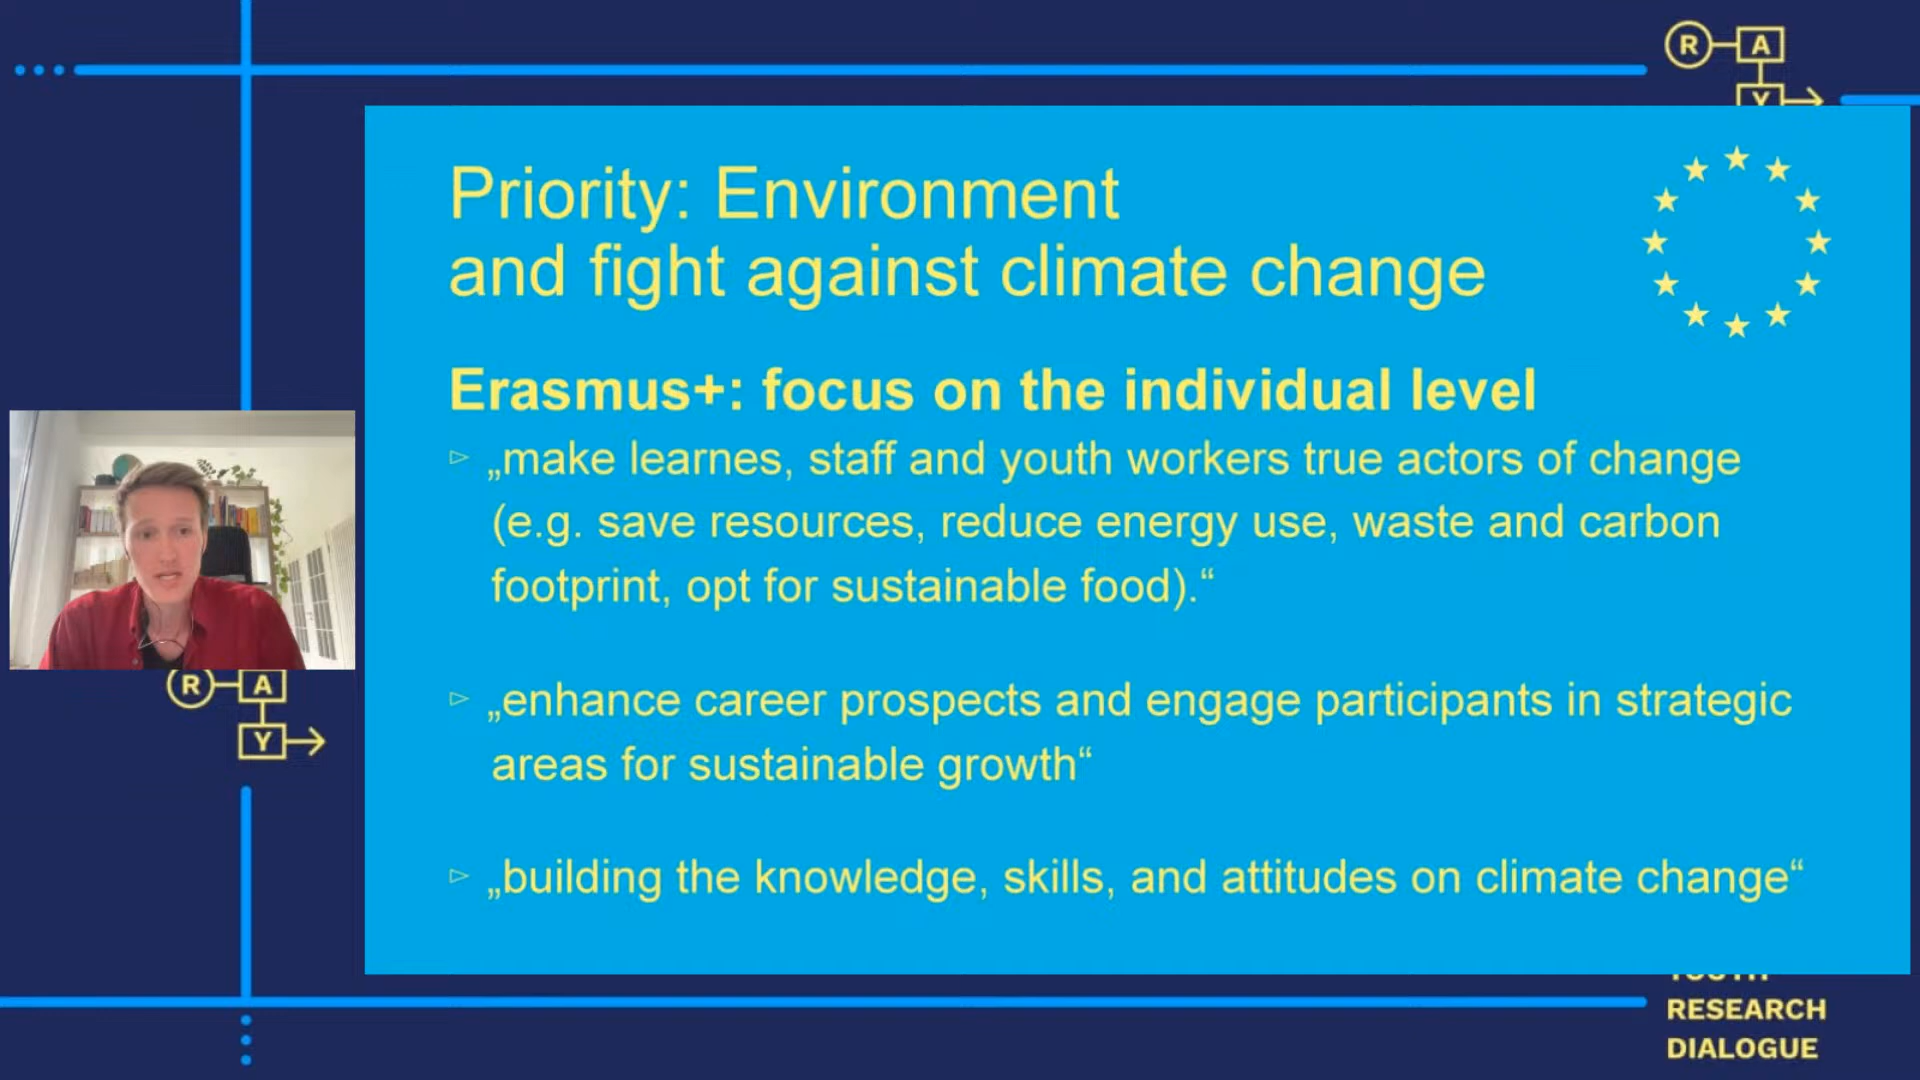 R A
Y
Priority: Environment
and fight against climate change
Erasmus+: focus on the individual level
„make learnes, staff and youth workers true actors of change
(e.g. save resources, reduce energy use, waste and carbon
footprint, opt for sustainable food).“
„enhance career prospects and engage participants in strategic
areas for sustainable growth“
„building the knowledge, skills, and attitudes on climate change“
R A
Y
YOUTH
RESEARCH
DIALOGUE